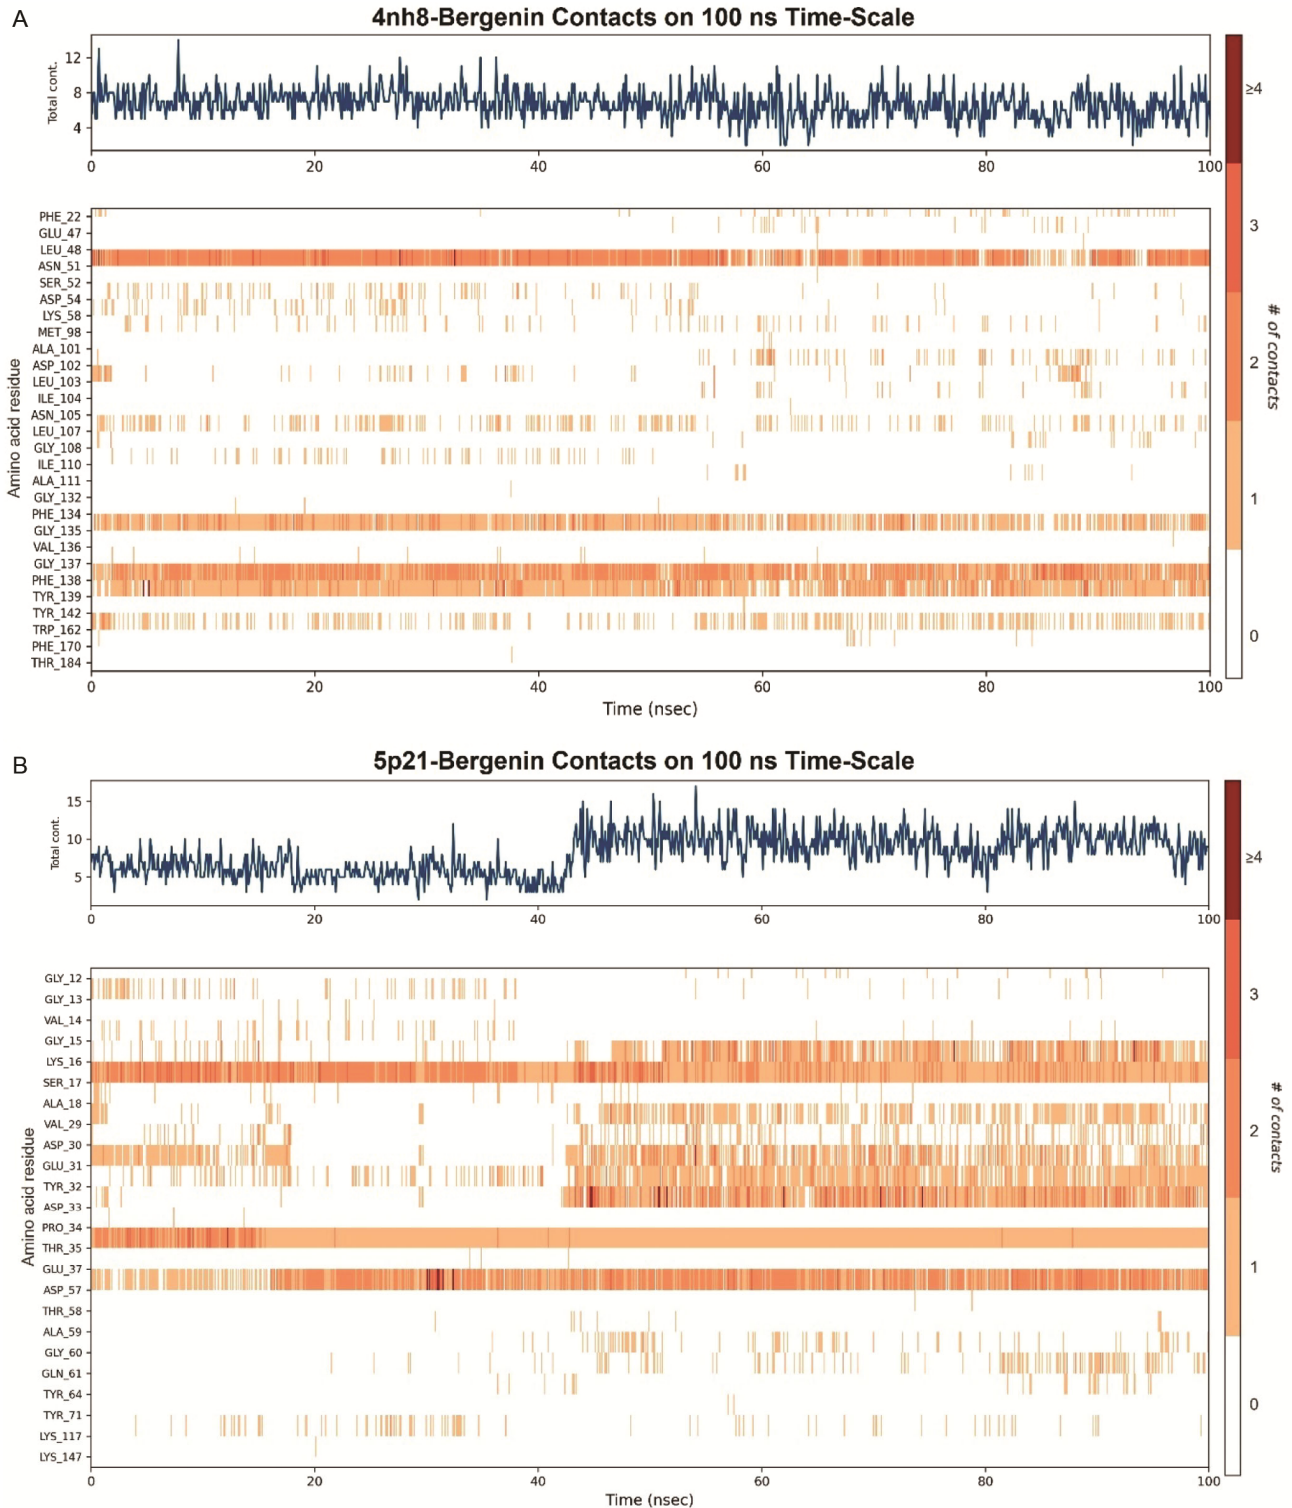 A
4nh8-Bergenin Contacts on 100 ns Time-Scale
Total cont.
12
8
4
0 20 40 60 80 100
Amino acid residue
PHE_22
GLU_47
LEU_48
ASN_51
SER_52
ASP_54
LYS_58
MET_98
ALA_101
ASP_102
LEU_103
ILE_104
ASN_105
LEU_107
GLY_108
ILE_110
ALA_111
GLY_132
PHE_134
GLY_135
VAL_136
GLY_137
PHE_138
TYR_139
TYR_142
TRP_162
PHE_170
THR_184
0 20 40 60 80 100
Time (nsec)
≥4
3
2
1
0
# of contacts
B
5p21-Bergenin Contacts on 100 ns Time-Scale
Total cont.
15
10
5
0 20 40 60 80 100
Amino acid residue
GLY_12
GLY_13
VAL_14
GLY_15
LYS_16
SER_17
ALA_18
VAL_29
ASP_30
GLU_31
TYR_32
ASP_33
PRO_34
THR_35
GLU_37
ASP_57
THR_58
ALA_59
GLY_60
GLN_61
TYR_64
TYR_71
LYS_117
LYS_147
0 20 40 60 80 100
Time (nsec)
≥4
3
2
1
0
# of contacts